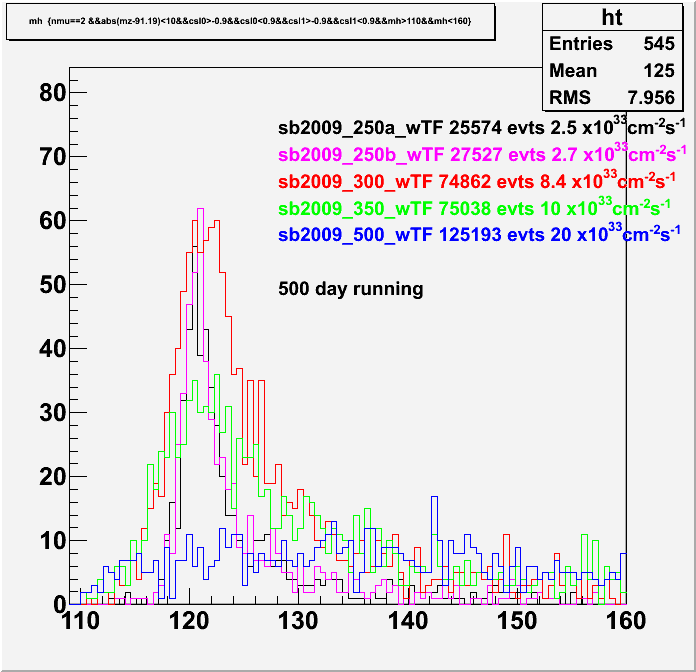 mh {nmu==2 &&abs(mz-91.19)<10&&csl0>-0.9&&csl0<0.9&&csl1>-0.9&&csl1<0.9&&mh>110&&mh<160}
ht
Entries 545
Mean 125
RMS 7.956
sb2009_250a_wTF 25574 evts 2.5 x10³³cm⁻²s⁻¹
sb2009_250b_wTF 27527 evts 2.7 x10³³cm⁻²s⁻¹
sb2009_300_wTF 74862 evts 8.4 x10³³cm⁻²s⁻¹
sb2009_350_wTF 75038 evts 10 x10³³cm⁻²s⁻¹
sb2009_500_wTF 125193 evts 20 x10³³cm⁻²s⁻¹
500 day running
80
70
60
50
40
30
20
10
0
110 120 130 140 150 160